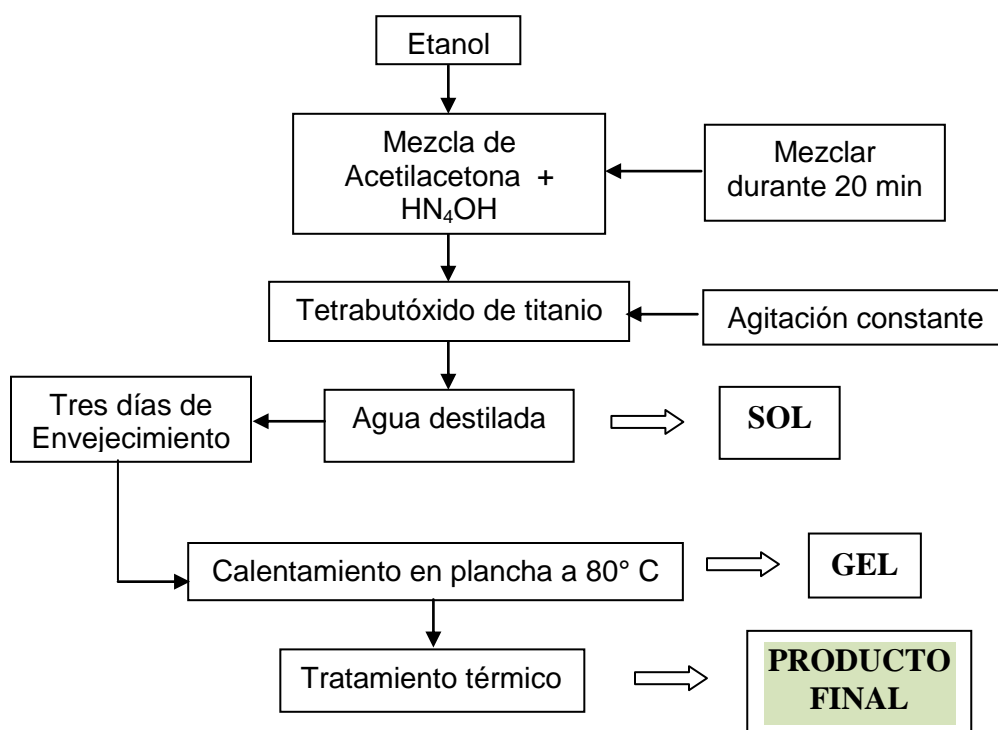 Etanol
Mezcla de
Acetilacetona +
HN₄OH
Mezclar
durante 20 min
Tetrabutóxido de titanio
Agitación constante
Tres días de
Envejecimiento
Agua destilada
SOL
Calentamiento en plancha a 80° C
GEL
Tratamiento térmico
PRODUCTO
FINAL